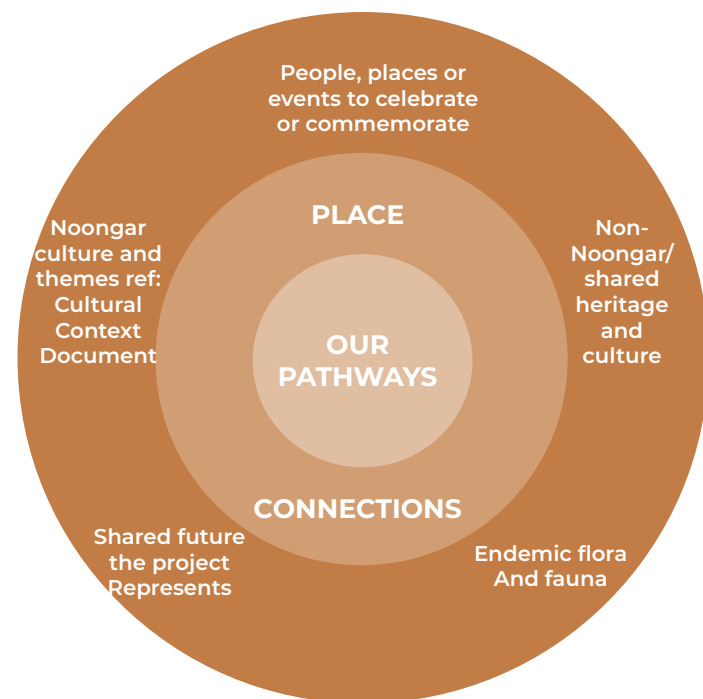 People, places or
events to celebrate
or commemorate
PLACE
Noongar
culture and
themes ref:
Cultural
Context
Document
Non-
Noongar/
shared
heritage
and
culture
OUR
PATHWAYS
CONNECTIONS
Shared future
the project
Represents
Endemic flora
And fauna